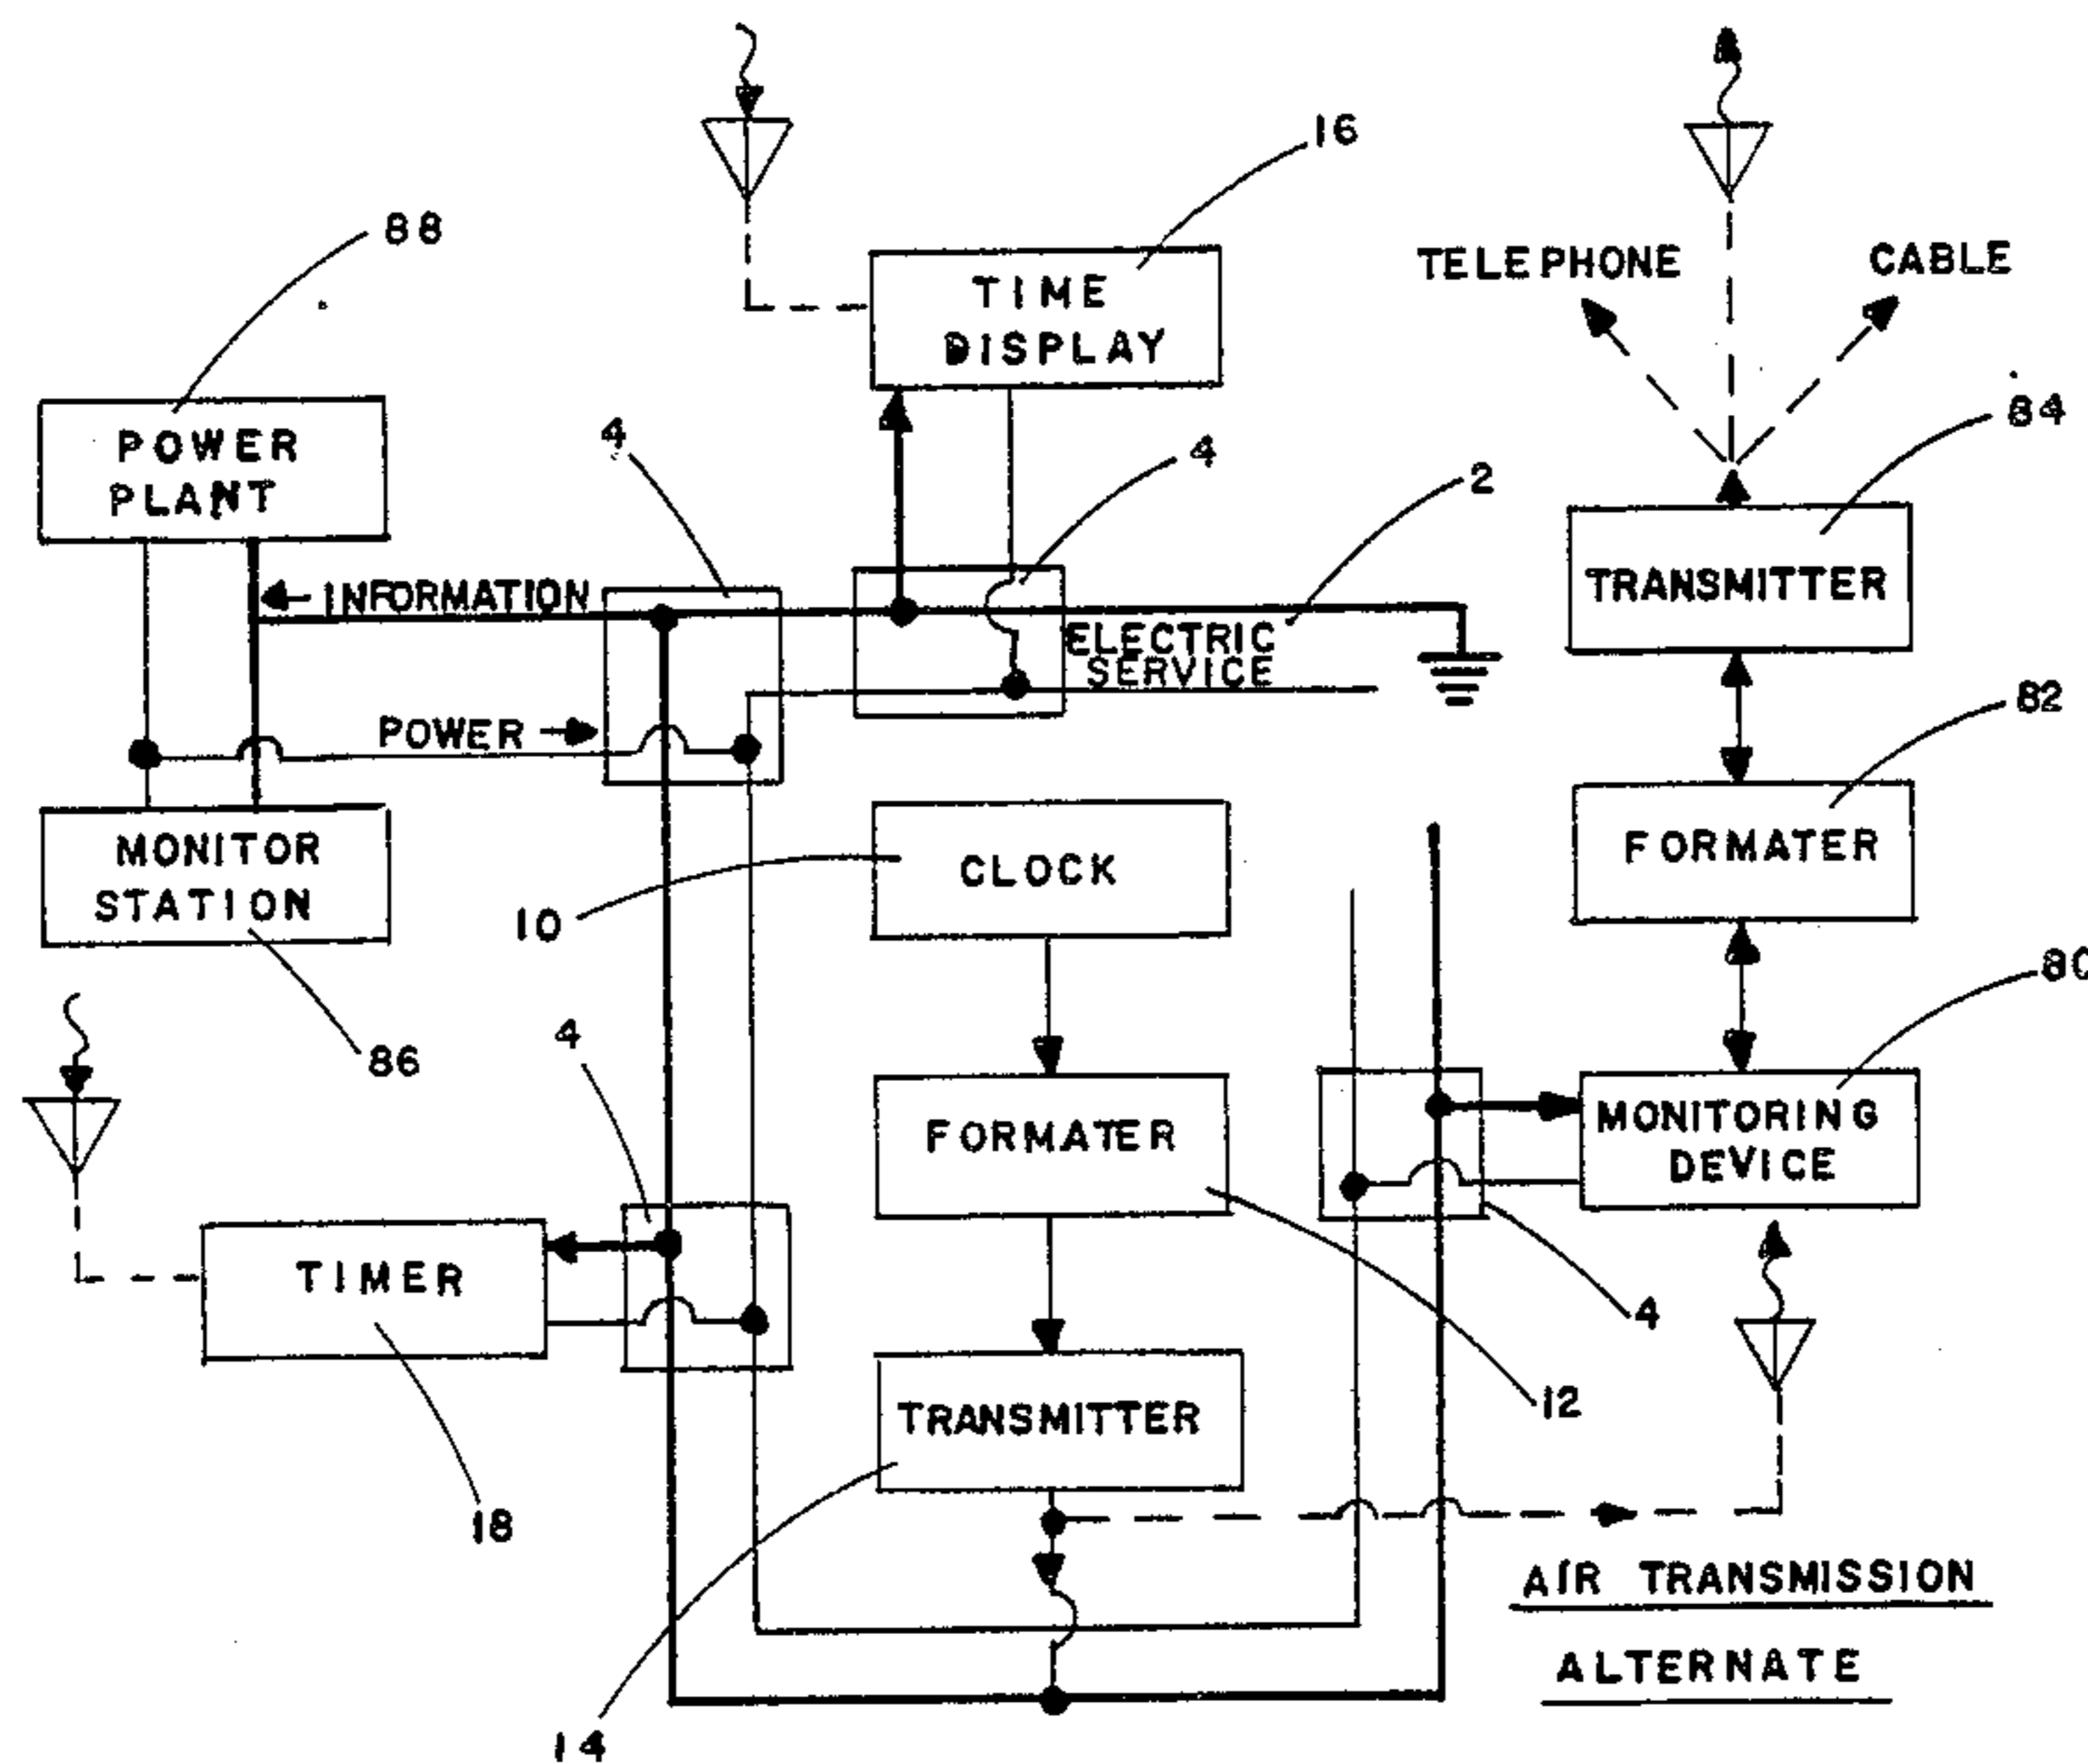 16
88
TELEPHONE
CABLE
TIME
DISPLAY
84
POWER
PLANT
4
4
2
TRANSMITTER
INFORMATION
ELECTRIC
SERVICE
82
POWER
FORMATER
MONITOR
STATION
CLOCK
10
80
86
4
FORMATER
MONITORING
DEVICE
TIMER
4
12
TRANSMITTER
18
AIR TRANSMISSION
ALTERNATE
14